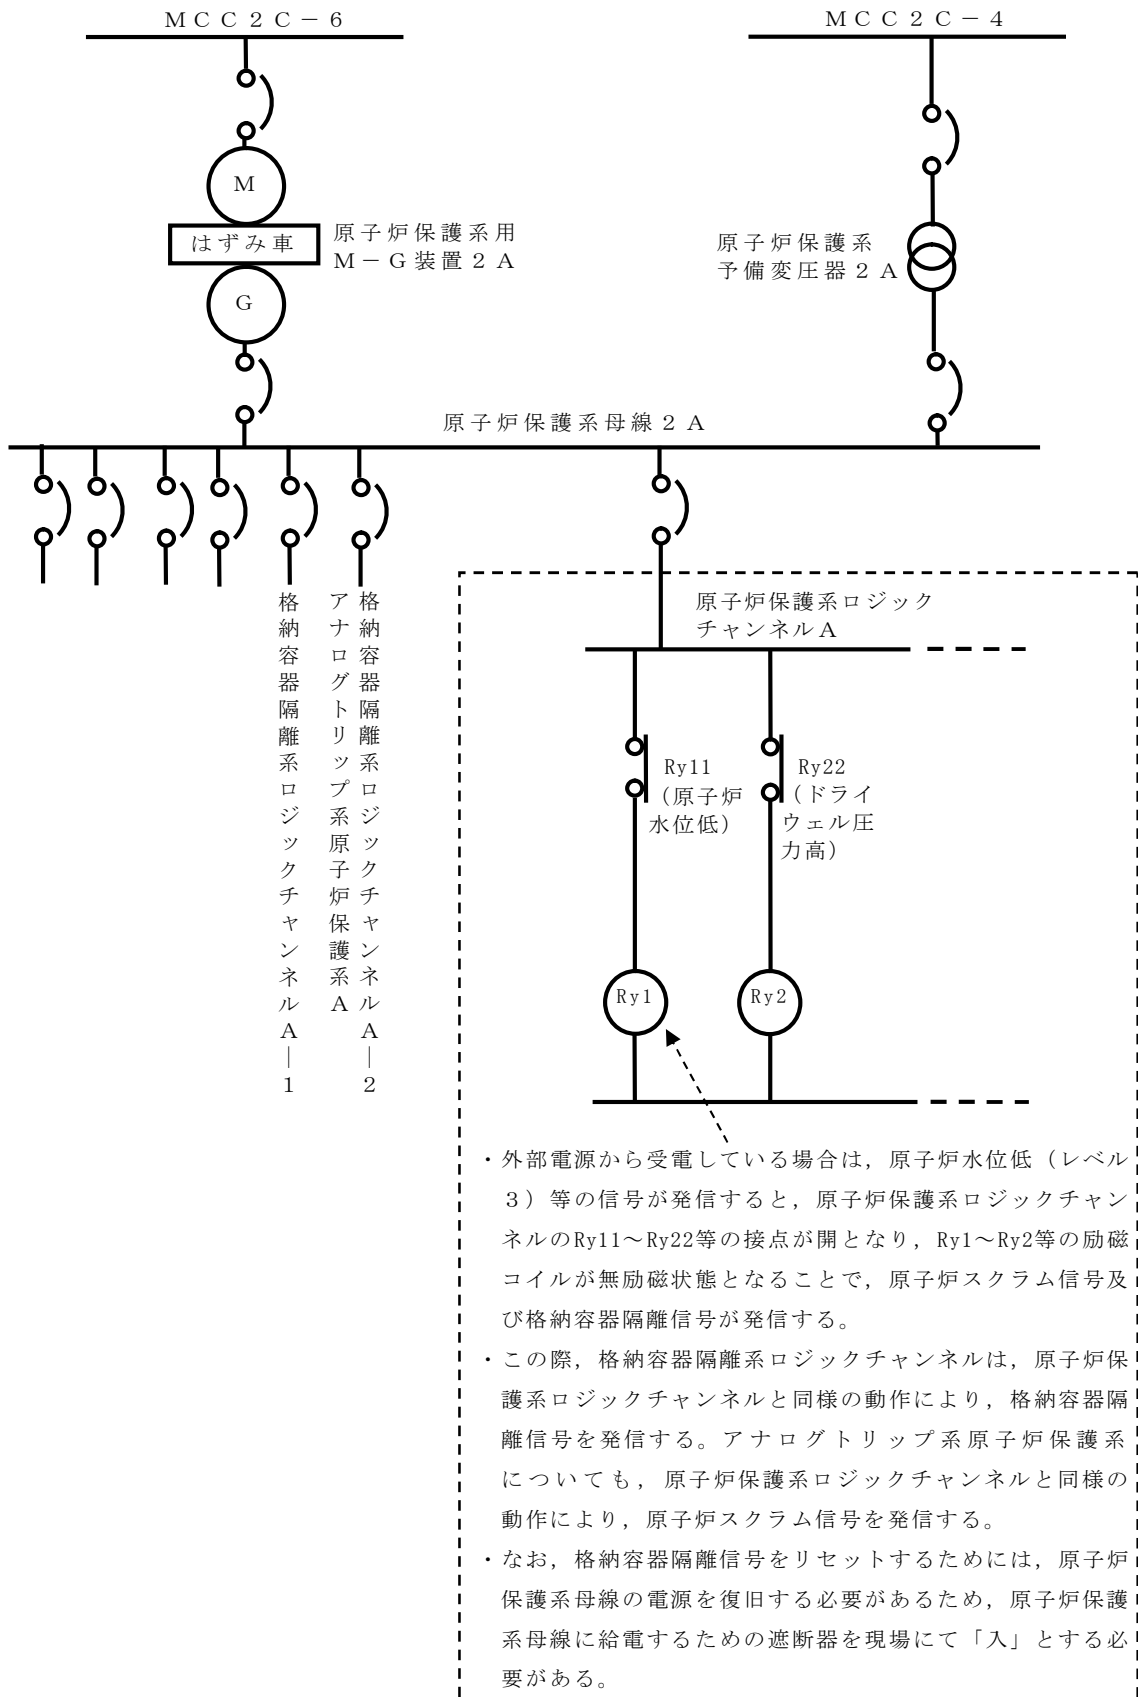 MCC2C－6
MCC2C－4
M
はずみ車
G
原子炉保護系用
M－G装置2A
原子炉保護系
予備変圧器2A
原子炉保護系母線2A
格納容器隔離系ロジックチャンネルA―1
アナログトリップ系原子炉保護系A
格納容器隔離系ロジックチャンネルA―2
原子炉保護系ロジック
チャンネルA
Ry11
（原子炉
水位低）
Ry22
（ドライ
ウェル圧
力高）
Ry1
Ry2
・外部電源から受電している場合は，原子炉水位低（レベル
３）等の信号が発信すると，原子炉保護系ロジックチャン
ネルのRy11～Ry22等の接点が開となり，Ry1～Ry2等の励磁
コイルが無励磁状態となることで，原子炉スクラム信号及
び格納容器隔離信号が発信する。
・この際，格納容器隔離系ロジックチャンネルは，原子炉保
護系ロジックチャンネルと同様の動作により，格納容器隔
離信号を発信する。アナログトリップ系原子炉保護系
についても，原子炉保護系ロジックチャンネルと同様の
動作により，原子炉スクラム信号を発信する。
・なお，格納容器隔離信号をリセットするためには，原子炉
保護系母線の電源を復旧する必要があるため，原子炉保護
系母線に給電するための遮断器を現場にて「入」とする必
要がある。